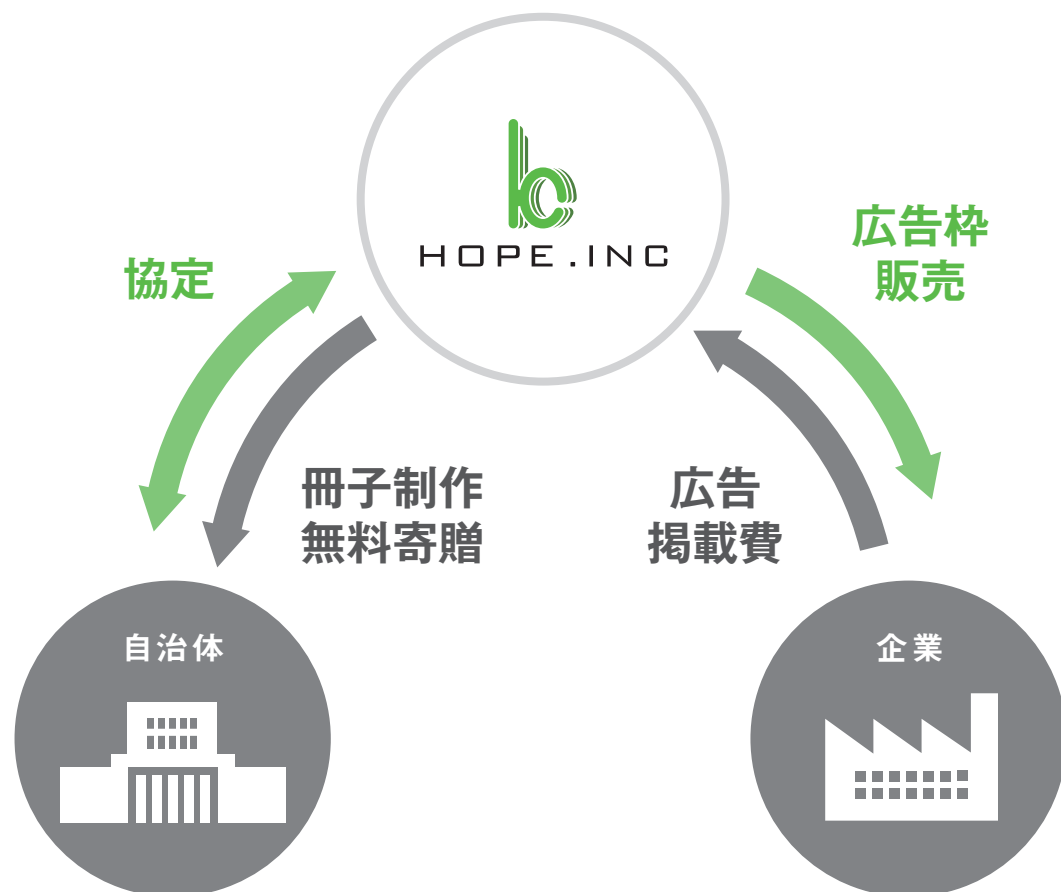 HOPE.INC
協定
広告枠
販売
冊子制作
無料寄贈
広告
掲載費
自治体
企業